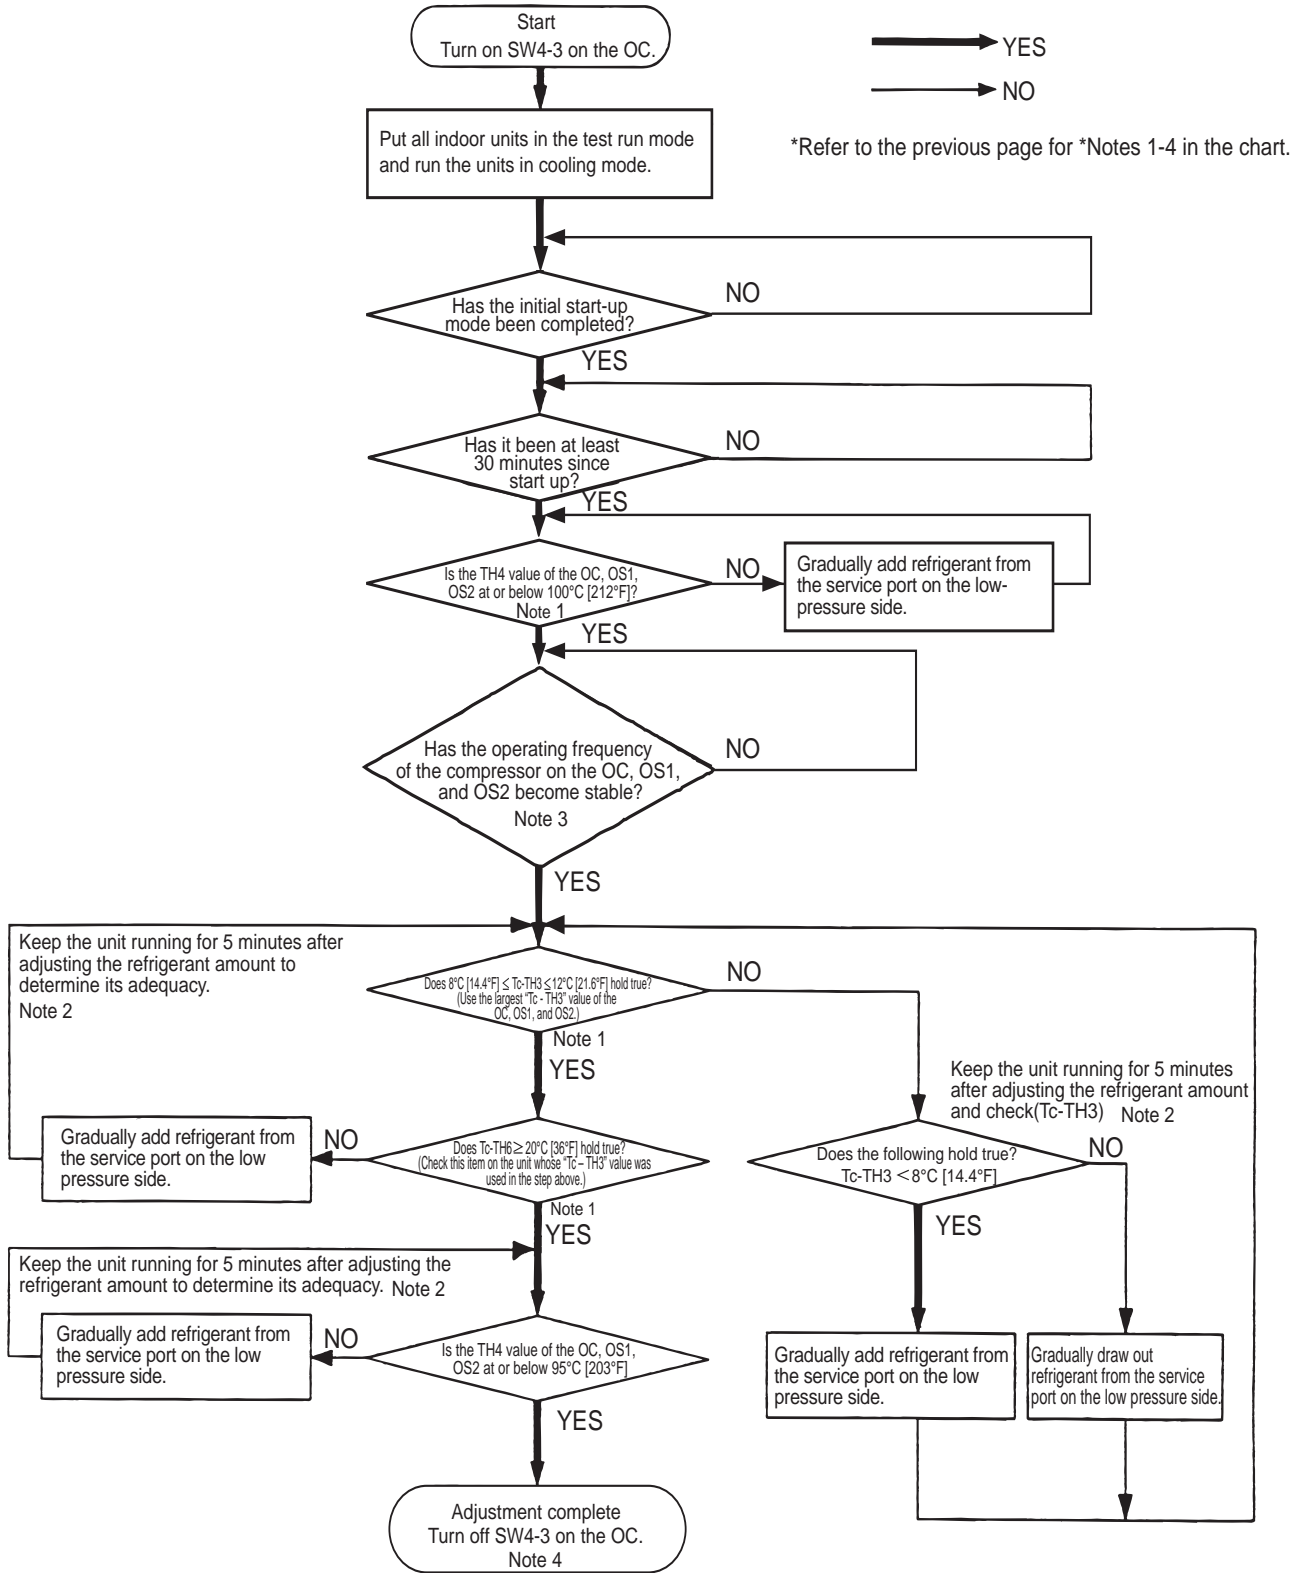 Start
Turn on SW4-3 on the OC.
YES
NO
*Refer to the previous page for *Notes 1-4 in the chart.
Put all indoor units in the test run mode
and run the units in cooling mode.
Has the initial start-up
mode been completed?
NO
YES
Has it been at least
30 minutes since
start up?
NO
YES
Is the TH4 value of the OC, OS1,
OS2 at or below 100°C [212°F]?
Note 1
NO
Gradually add refrigerant from
the service port on the low-
pressure side.
YES
Has the operating frequency
of the compressor on the OC, OS1,
and OS2 become stable?
Note 3
NO
YES
Keep the unit running for 5 minutes after
adjusting the refrigerant amount to
determine its adequacy.
Note 2
Does 8°C [14.4°F] ≤ Tc-TH3 ≤12°C [21.6°F] hold true?
(Use the largest “Tc - TH3” value of the
OC, OS1, and OS2.)
Note 1
NO
YES
Keep the unit running for 5 minutes
after adjusting the refrigerant amount
and check(Tc-TH3) Note 2
Gradually add refrigerant from
the service port on the low
pressure side.
NO
Does Tc-TH6≥ 20°C [36°F] hold true?
(Check this item on the unit whose “Tc – TH3” value was
used in the step above.)
Note 1
YES
Does the following hold true?
Tc-TH3 <8°C [14.4°F]
NO
YES
Keep the unit running for 5 minutes after adjusting the
refrigerant amount to determine its adequacy. Note 2
Gradually add refrigerant from
the service port on the low
pressure side.
NO
Is the TH4 value of the OC, OS1,
OS2 at or below 95°C [203°F]
YES
Gradually add refrigerant from
the service port on the low
pressure side.
Gradually draw out
refrigerant from the service
port on the low pressure side.
Adjustment complete
Turn off SW4-3 on the OC.
Note 4